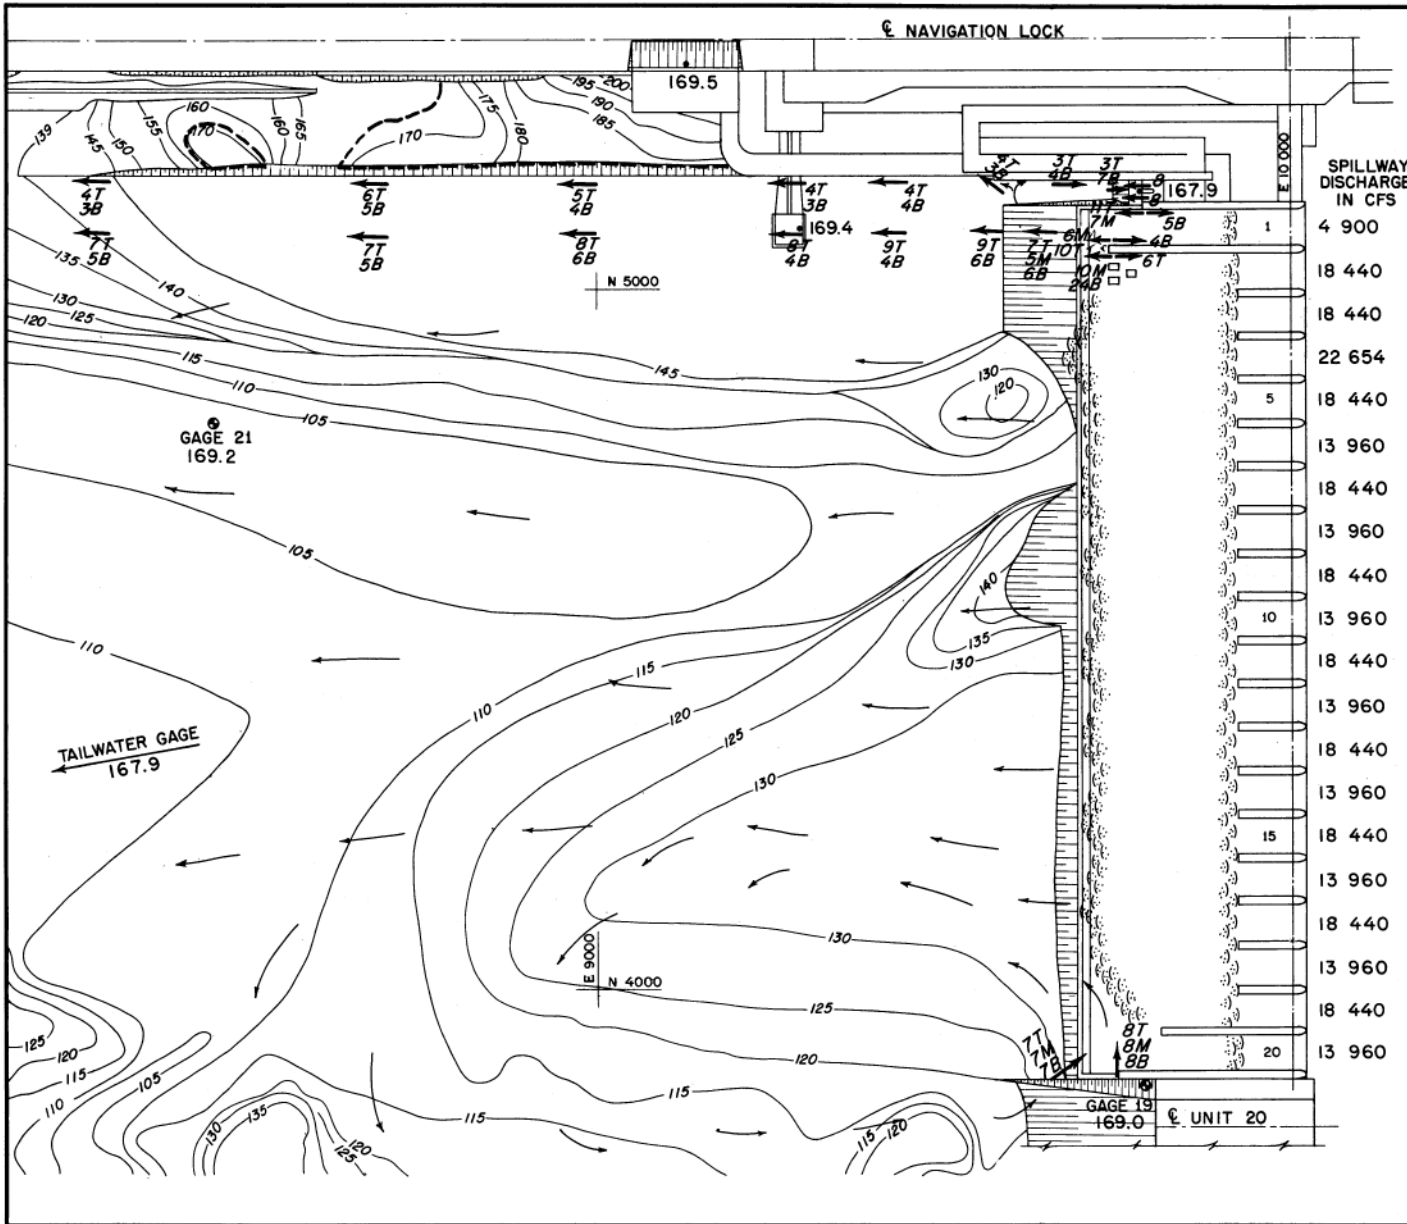 ℄ NAVIGATION LOCK
169.5
SPILLWAY
DISCHARGE
IN CFS
E 10 000
139
145
150
155
160
170
160
165
170
175
180
185
190
195
200
4T
3B
6T
5B
5T
4B
4T
3B
4T
4B
4T
3B
3T
4B
3T
7B
8
8
167.9
7T
5B
7T
5B
8T
6B
169.4
8T
4B
9T
4B
9T
6B
7T
5M
6B
11T
7M
6M
10T
10M
24B
5B
4B
6T
1
4 900
18 440
18 440
22 654
5
18 440
13 960
18 440
13 960
18 440
10
13 960
18 440
13 960
18 440
13 960
15
18 440
13 960
18 440
13 960
18 440
20
13 960
N 5000
135
140
130
125
120
115
110
105
145
130
120
GAGE 21
169.2
105
140
135
130
110
115
110
120
125
130
TAILWATER GAGE
167.9
130
E 9000
N 4000
125
120
125
120
115
110
105
7T
7M
7B
8T
8M
8B
130
135
120
125
115
115
115
120
GAGE 19
169.0
℄ UNIT 20